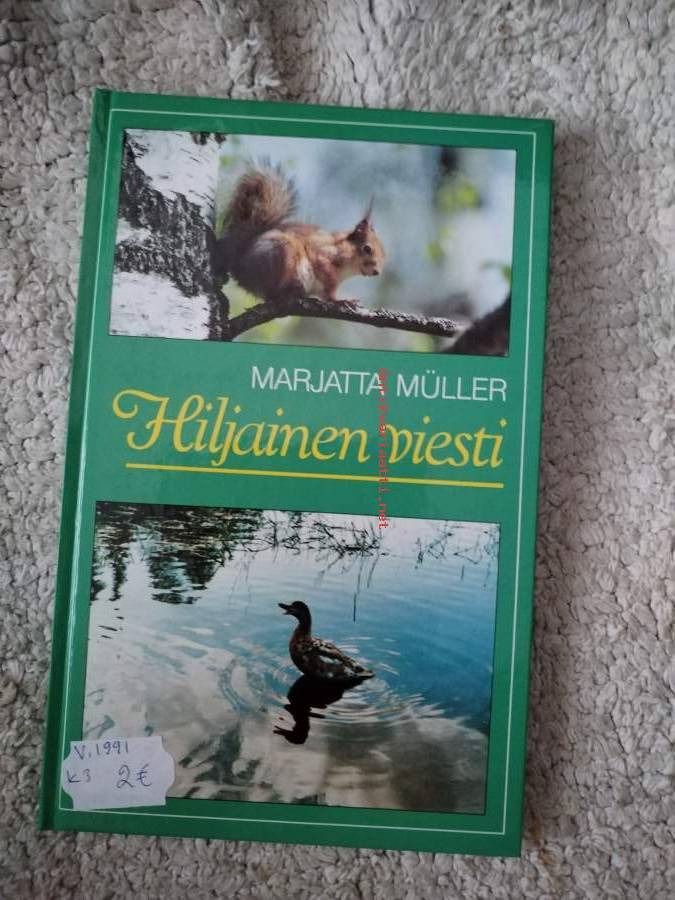 MARJATTA MÜLLER
Hiljainen viesti
V.1991
K3 2€